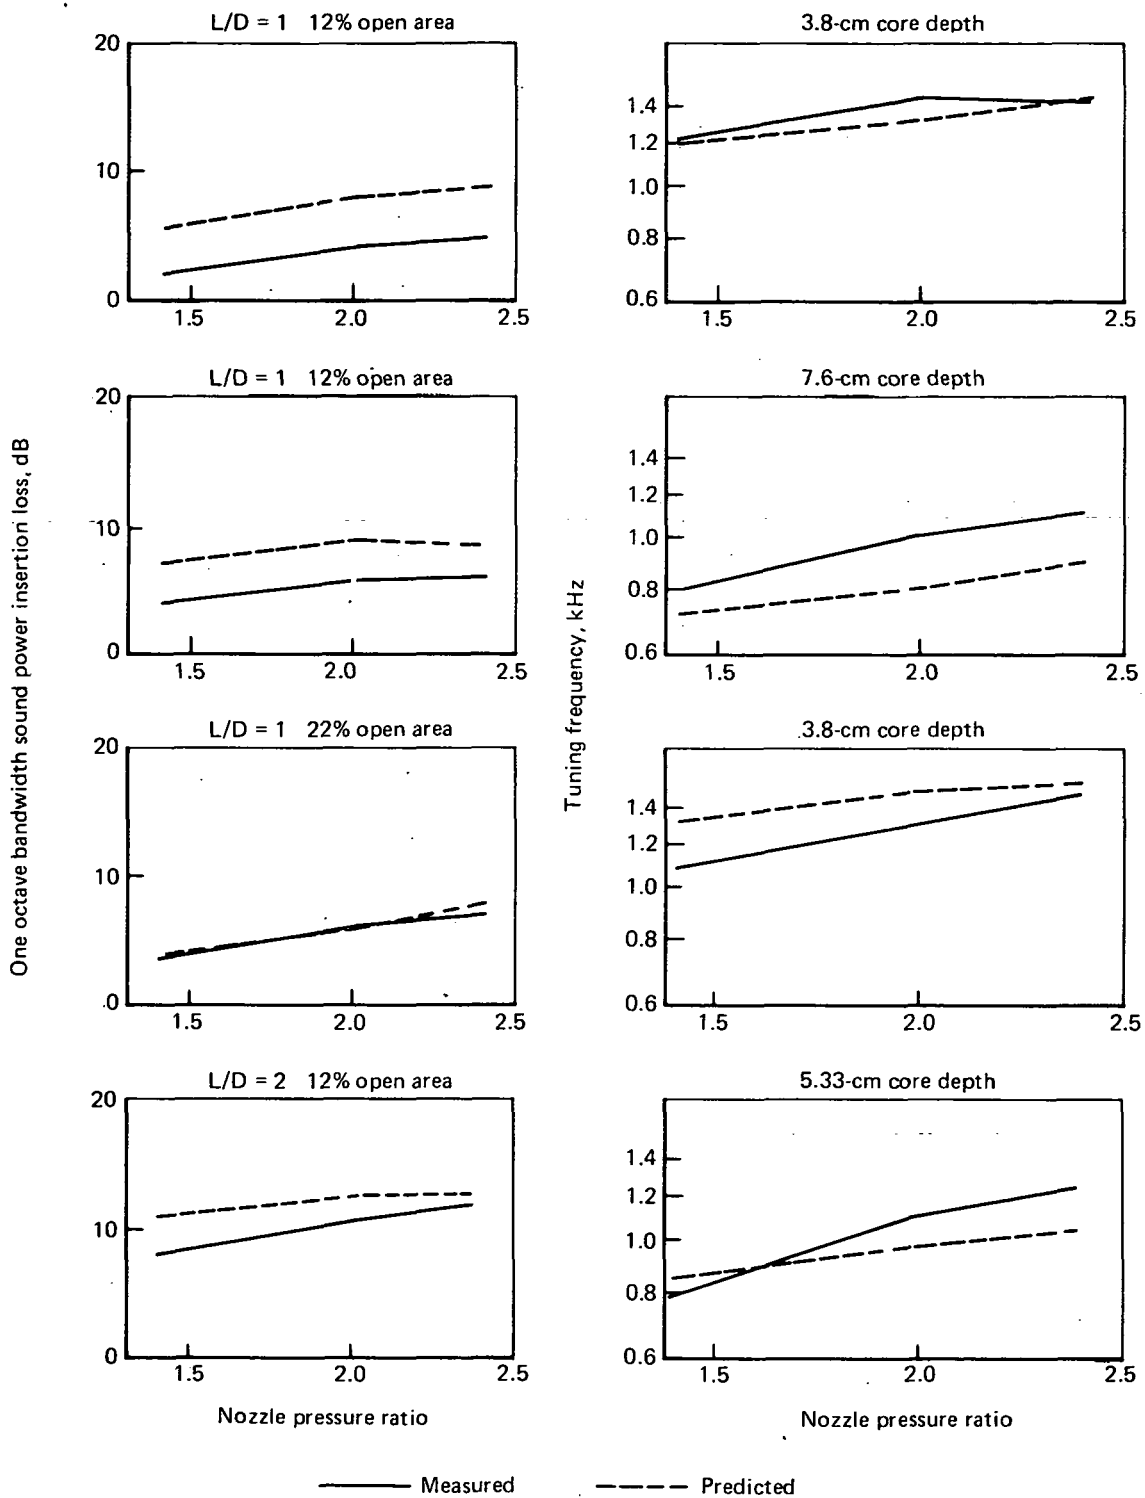 L/D = 1 12% open area
20
10
0
1.5 2.0 2.5
3.8-cm core depth
1.4
1.2
1.0
0.8
0.6
1.5 2.0 2.5
L/D = 1 12% open area
20
10
0
1.5 2.0 2.5
7.6-cm core depth
1.4
1.2
1.0
0.8
0.6
1.5 2.0 2.5
One octave bandwidth sound power insertion loss, dB
Tuning frequency, kHz
L/D = 1 22% open area
20
10
0
1.5 2.0 2.5
3.8-cm core depth
1.4
1.2
1.0
0.8
0.6
1.5 2.0 2.5
L/D = 2 12% open area
20
10
0
1.5 2.0 2.5
Nozzle pressure ratio
5.33-cm core depth
1.4
1.2
1.0
0.8
0.6
1.5 2.0 2.5
Nozzle pressure ratio
Measured
Predicted